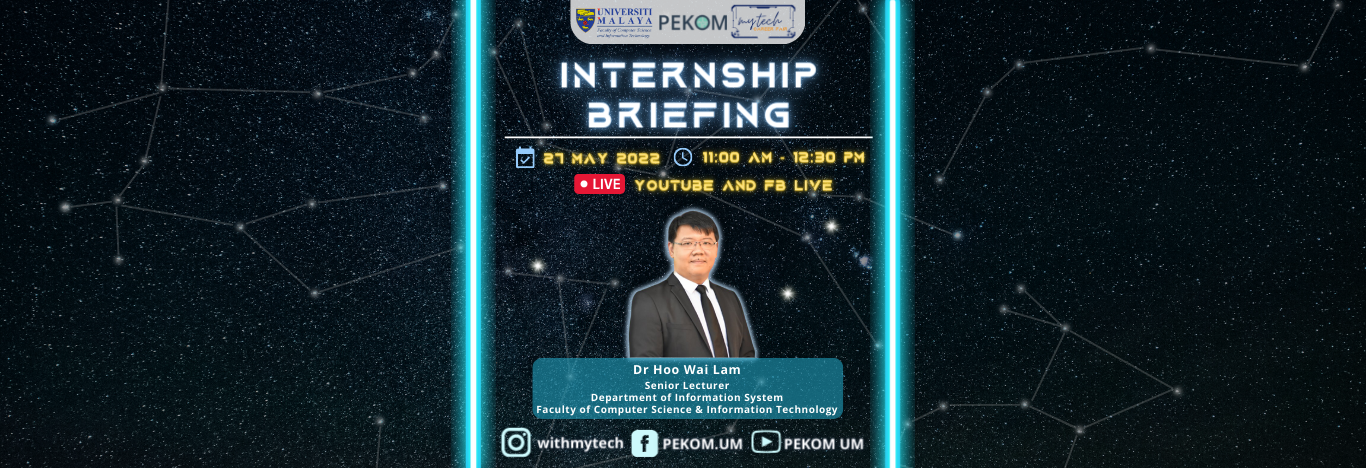 UNIVERSITI
MALAYA
Faculty of Computer Science
and Information Technology
PEKOM
mytech
CAREER FAIR
INTERNSHIP
BRIEFING
27 MAY 2022 11:00 AM - 12:30 PM
LIVE YOUTUBE AND FB LIVE
Dr Hoo Wai Lam
Senior Lecturer
Department of Information System
Faculty of Computer Science & Information Technology
withmytech PEKOM.UM PEKOM UM